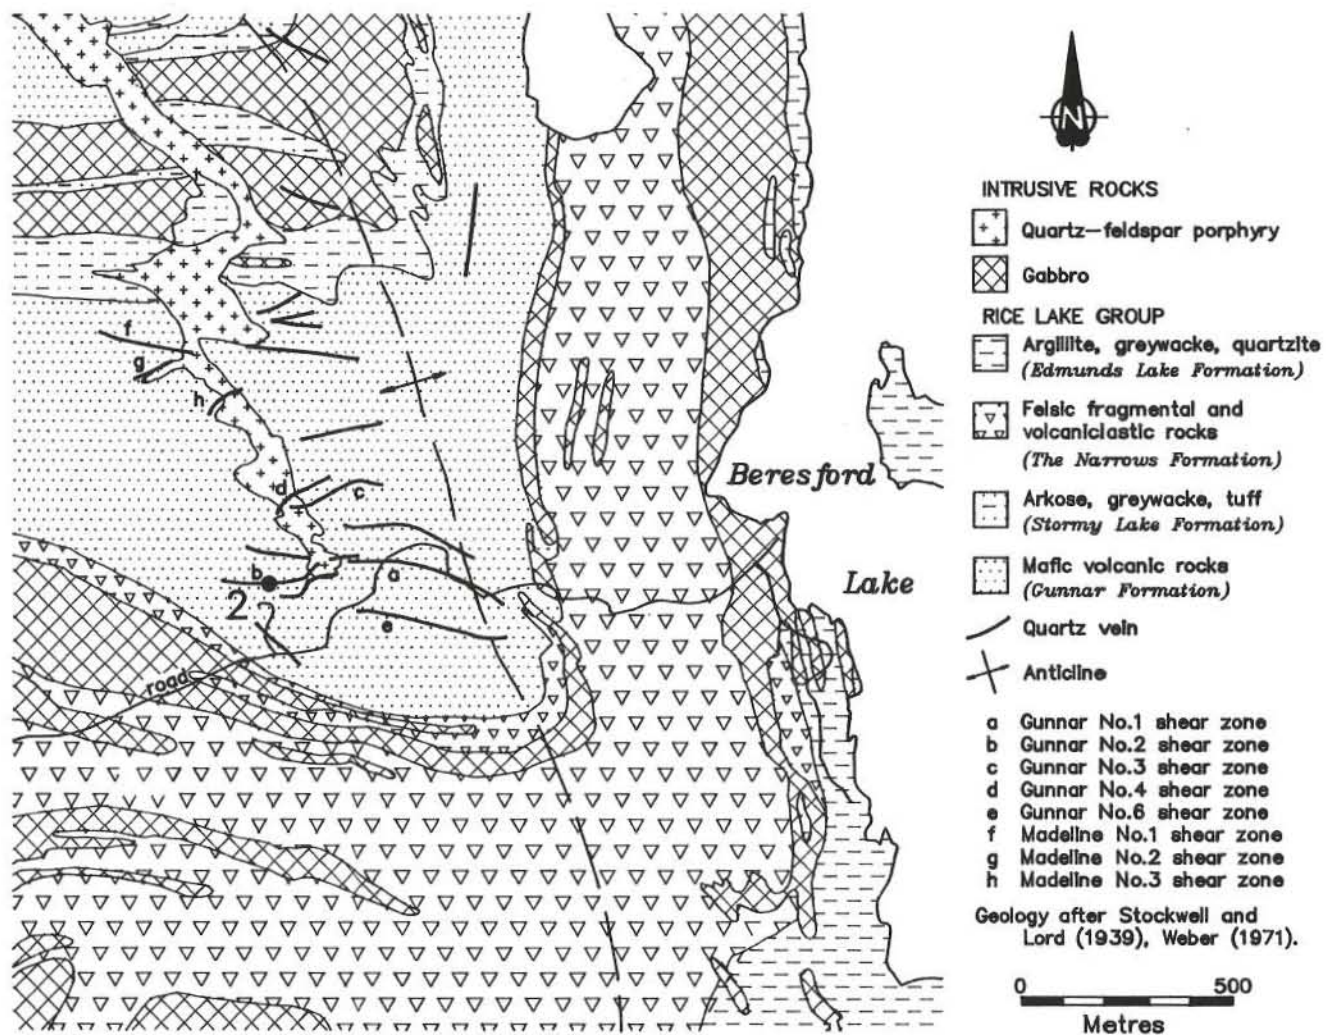 f
g
h
d
c
b
a
2
e
road
Beresford
Lake
N
INTRUSIVE ROCKS
Quartz-feldspar porphyry
Gabbro
RICE LAKE GROUP
Argillite, greywacke, quartzite
(Edmunds Lake Formation)
Felsic fragmental and
volcaniclastic rocks
(The Narrows Formation)
Arkose, greywacke, tuff
(Stormy Lake Formation)
Mafic volcanic rocks
(Gunnar Formation)
Quartz vein
Anticline
a Gunnar No.1 shear zone
b Gunnar No.2 shear zone
c Gunnar No.3 shear zone
d Gunnar No.4 shear zone
e Gunnar No.6 shear zone
f Madeline No.1 shear zone
g Madeline No.2 shear zone
h Madeline No.3 shear zone
Geology after Stockwell and
Lord (1939), Weber (1971).
0 500
Metres